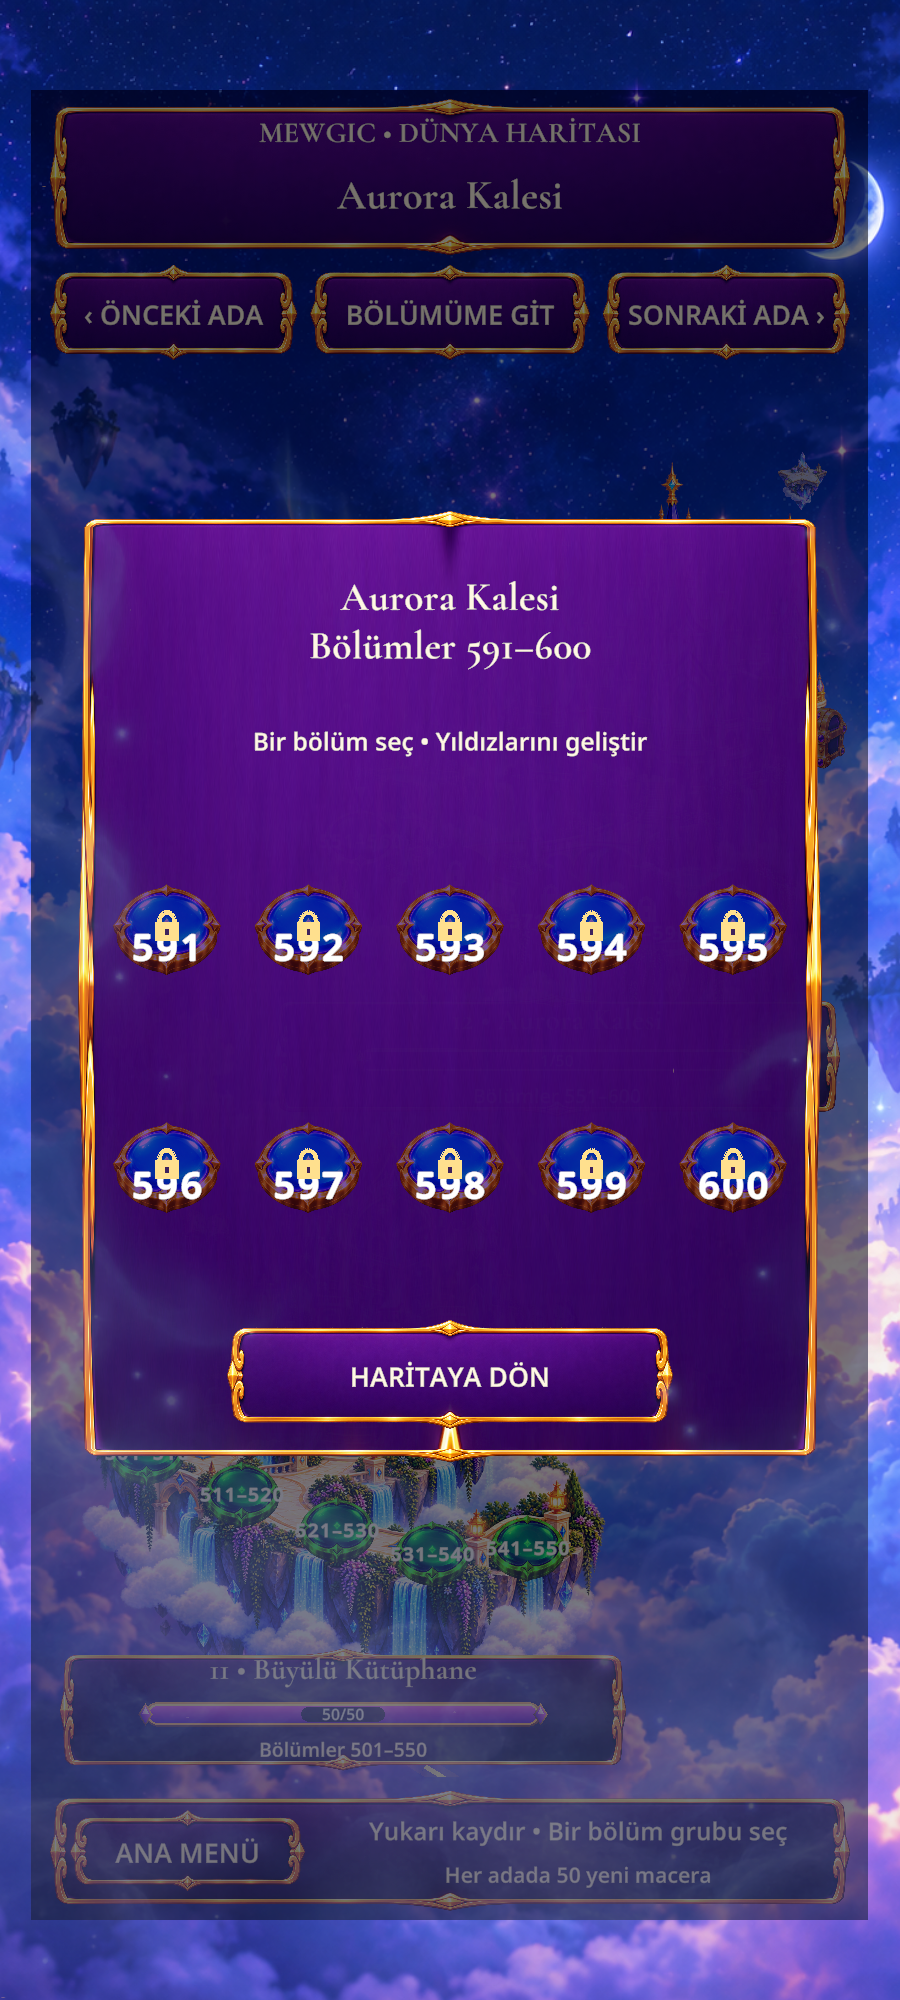 MEWGIC • DÜNYA HARİTASI
Aurora Kalesi
‹ ÖNCEKİ ADA
BÖLÜMÜME GİT
SONRAKİ ADA ›
Aurora Kalesi
Bölümler 591–600
Bir bölüm seç • Yıldızlarını geliştir
591
592
593
594
595
596
597
598
599
600
HARİTAYA DÖN
511–520
521–530
531–540
541–550
11 • Büyülü Kütüphane
50/50
Bölümler 501–550
ANA MENÜ
Yukarı kaydır • Bir bölüm grubu seç
Her adada 50 yeni macera